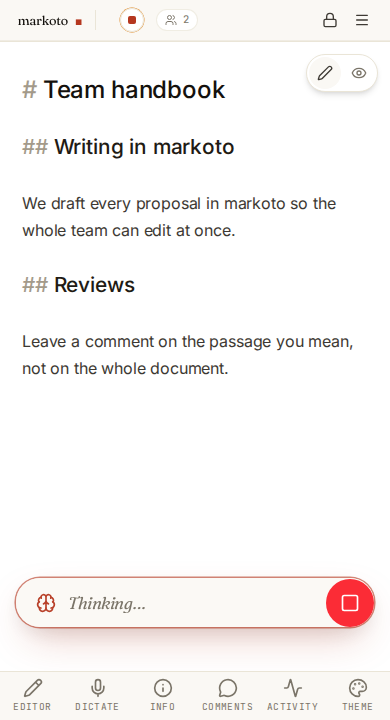 markoto
2
# Team handbook
## Writing in markoto
We draft every proposal in markoto so the
whole team can edit at once.
## Reviews
Leave a comment on the passage you mean,
not on the whole document.
Thinking...
EDITOR DICTATE INFO COMMENTS ACTIVITY THEME